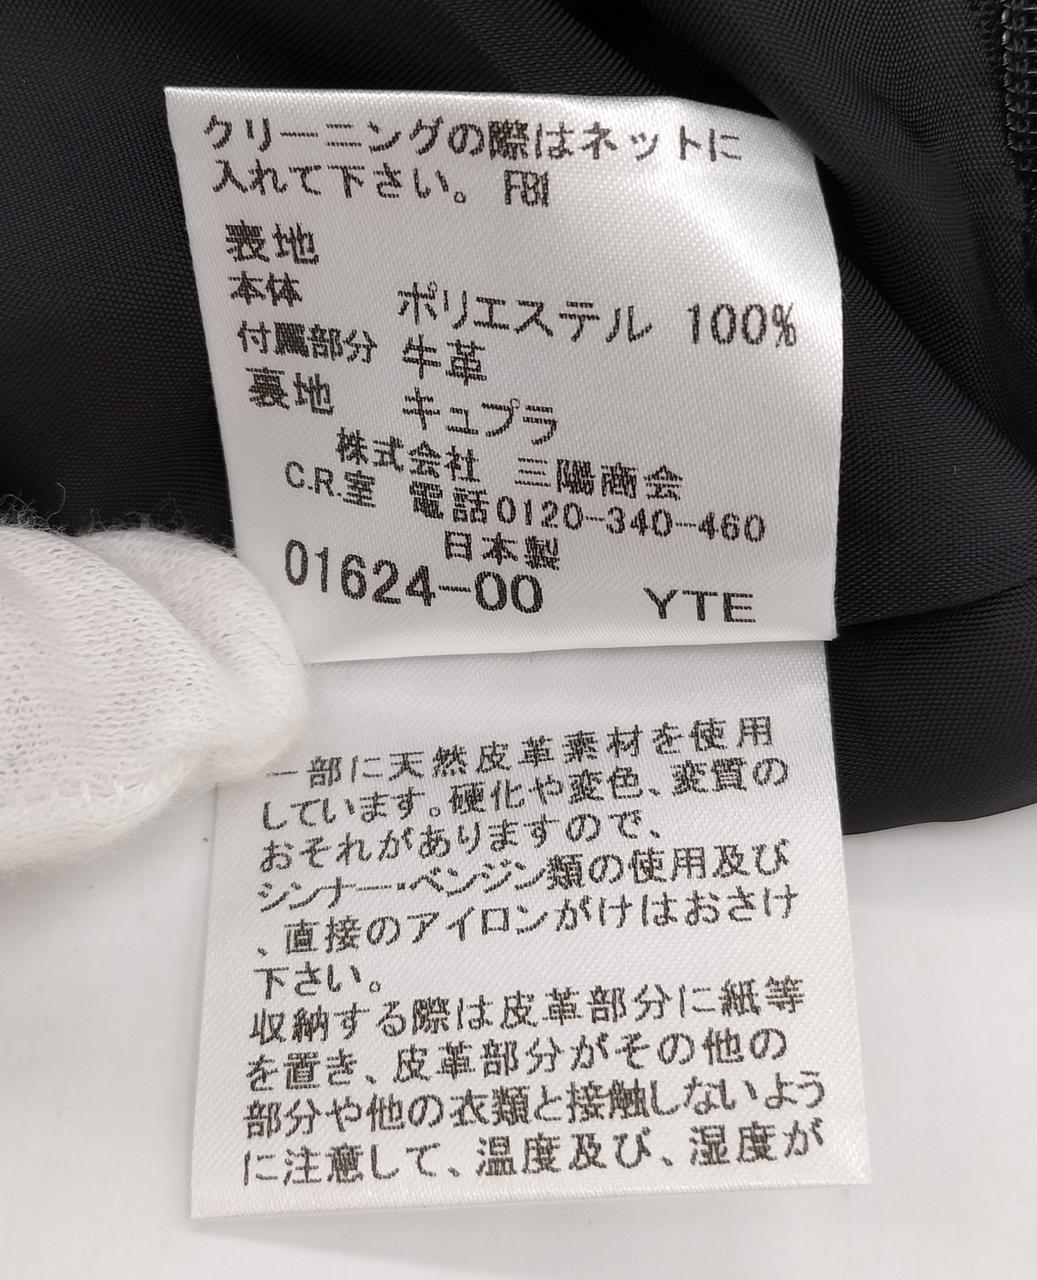 クリーニングの際はネットに
入れて下さい。 FB1
表地
本体 ポリエステル 100%
付属部分 牛革
裏地 キュプラ
株式会社 三陽商会
C.R.室 電話0120-340-460
日本製
01624-00 YTE
一部に天然皮革素材を使用
しています。硬化や変色、変質の
おそれがありますので、
シンナー・ベンジン類の使用及び
、直接のアイロンがけはおさけ
下さい。
収納する際は皮革部分に紙等
を置き、皮革部分がその他の
部分や他の衣類と接触しないよう
に注意して、温度及び、湿度が